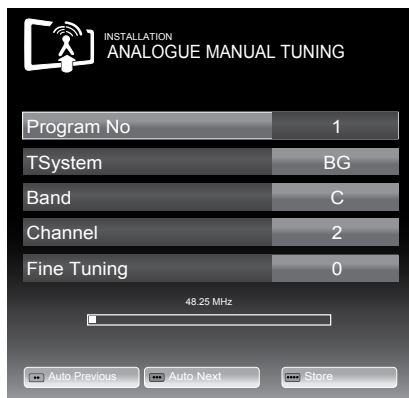 INSTALLATION
ANALOGUE MANUAL TUNING
Program No 1
TSystem BG
Band C
Channel 2
Fine Tuning 0
48.25 MHz
Auto Previous Auto Next Store